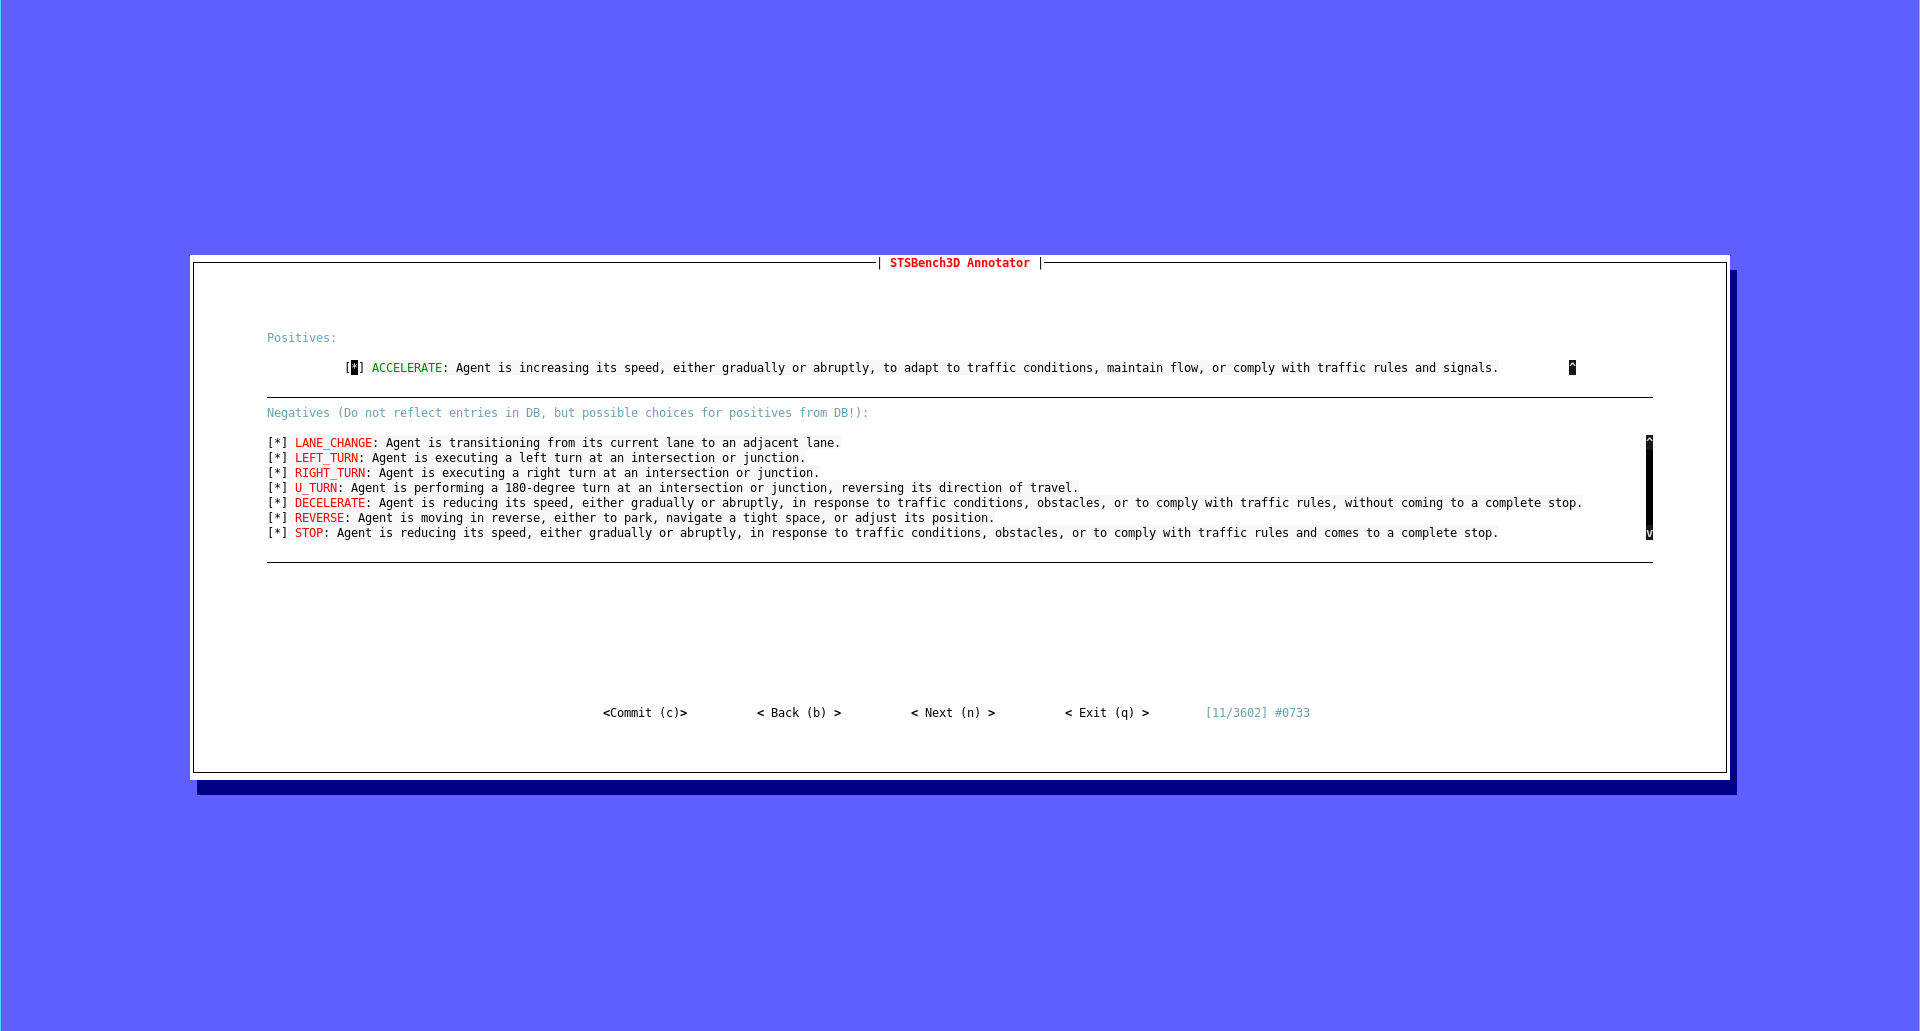 | STSBench3D Annotator |
Positives:
[*] ACCELERATE: Agent is increasing its speed, either gradually or abruptly, to adapt to traffic conditions, maintain flow, or comply with traffic rules and signals. ^
Negatives (Do not reflect entries in DB, but possible choices for positives from DB!):
[*] LANE_CHANGE: Agent is transitioning from its current lane to an adjacent lane. ^
[*] LEFT_TURN: Agent is executing a left turn at an intersection or junction.
[*] RIGHT_TURN: Agent is executing a right turn at an intersection or junction.
[*] U_TURN: Agent is performing a 180-degree turn at an intersection or junction, reversing its direction of travel.
[*] DECELERATE: Agent is reducing its speed, either gradually or abruptly, in response to traffic conditions, obstacles, or to comply with traffic rules, without coming to a complete stop.
[*] REVERSE: Agent is moving in reverse, either to park, navigate a tight space, or adjust its position.
[*] STOP: Agent is reducing its speed, either gradually or abruptly, in response to traffic conditions, obstacles, or to comply with traffic rules and comes to a complete stop. v
<Commit (c)> < Back (b) > < Next (n) > < Exit (q) > [11/3602] #0733